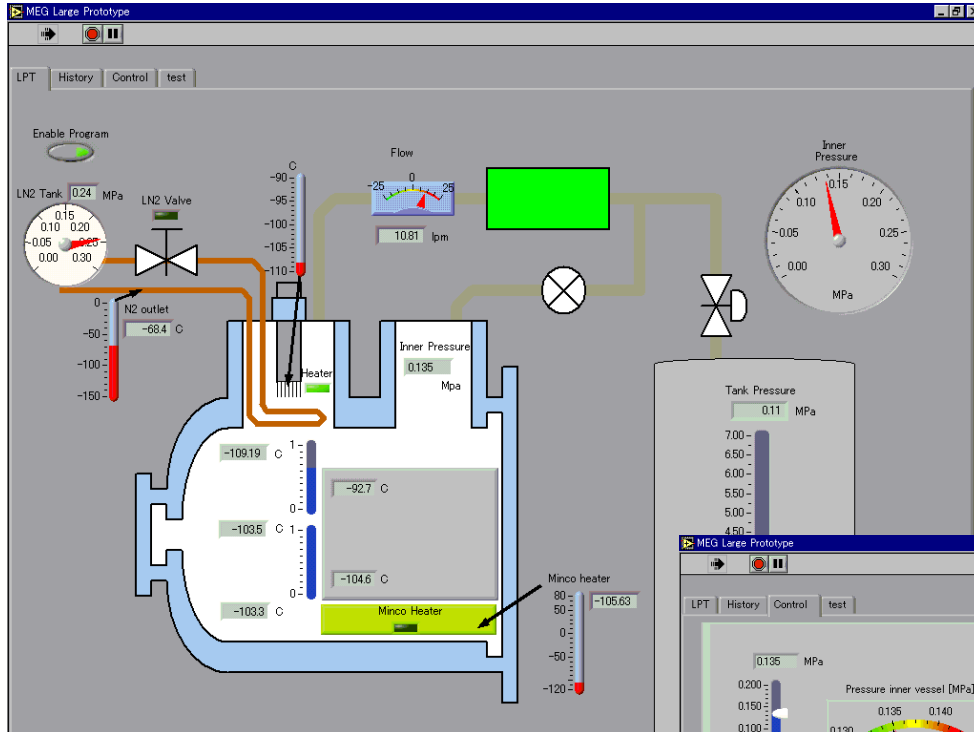 MEG Large Prototype
LPT History Control test
Enable Program
LN2 Tank 0.24 MPa
LN2 Valve
0.15
0.10 0.20
0.05 0.25
0.00 0.30
C
-90
-95
-100
-105
-110
Flow
-25 0 25
10.81 lpm
Inner
Pressure
0.15
0.10 0.20
0.05 0.25
0.00 0.30
MPa
0
-50
-100
-150
N2 outlet
-68.4 C
Heater
Inner Pressure
0.135
Mpa
-109.19 C
1
0
-92.7 C
-103.5 C
1
0
-104.6 C
-103.3 C
Minco Heater
Minco heater
80
50
0
-50
-120
-105.63
Tank Pressure
0.11 MPa
7.00
6.50
6.00
5.50
5.00
4.50
MEG Large Prototype
LPT History Control test
0.135 MPa
0.200
0.150
0.100
Pressure inner vessel [MPa]
0.135 0.140
0.130